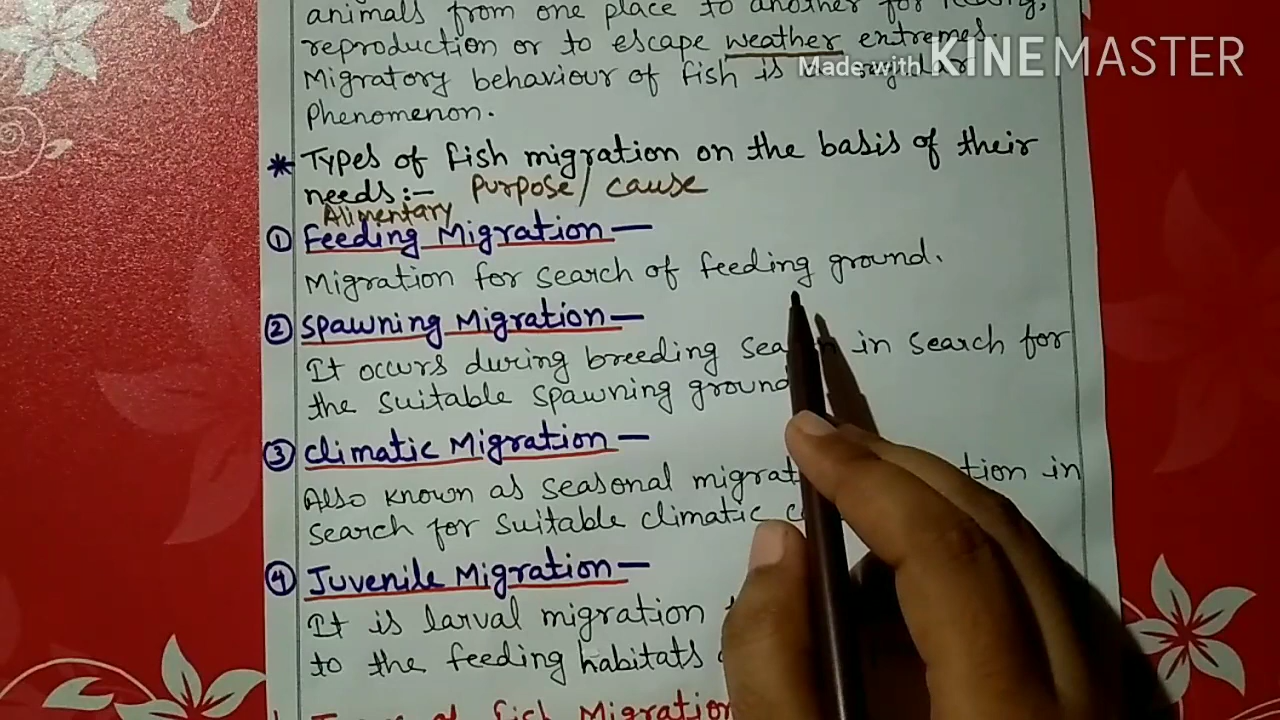 animals from one place to another for feeding,
reproduction or to escape weather extremes.
Made with KINEMASTER
Migratory behaviour of fish is a regular
Phenomenon.
* Types of fish migration on the basis of their
needs:- Purpose/ cause
Alimentary
① Feeding Migration —
Migration for search of feeding ground.
② Spawning Migration —
It occurs during breeding in search for
the suitable spawning ground
③ Climatic Migration —
Also known as seasonal in
search for suitable climatic
④ Juvenile Migration —
It is larval migration
to the feeding habitats
Types of fish Migration